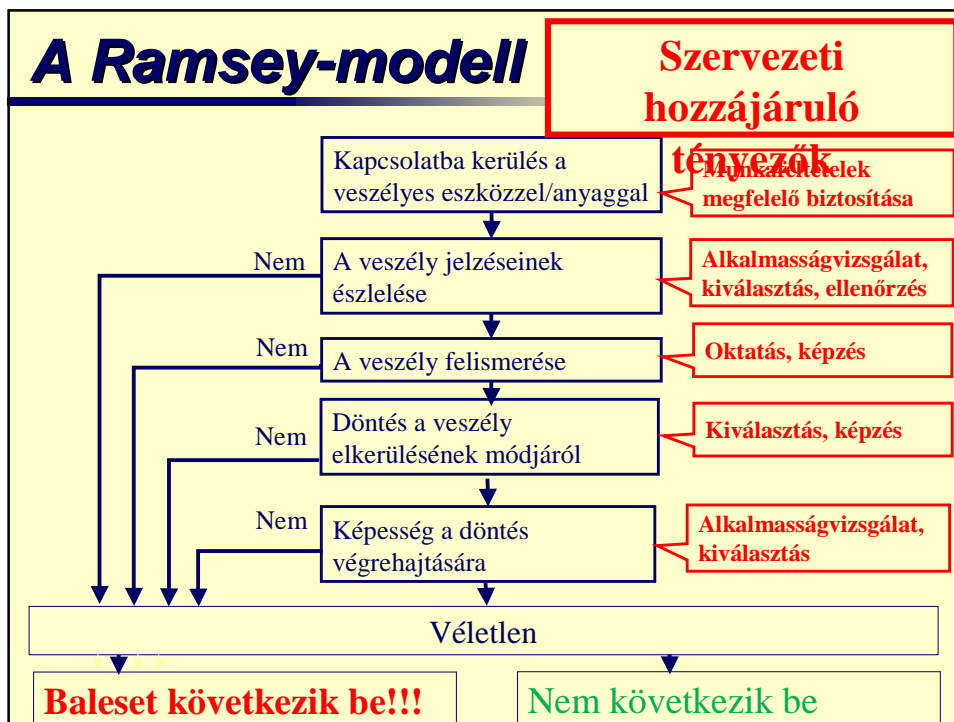 A Ramsey-modell
Szervezeti
hozzájáruló
tényezők
Kapcsolatba kerülés a
veszélyes eszközzel/anyaggal
Munkafeltételek
megfelelő biztosítása
Nem
A veszély jelzéseinek
észlelése
Alkalmasságvizsgálat,
kiválasztás, ellenőrzés
Nem
A veszély felismerése
Oktatás, képzés
Nem
Döntés a veszély
elkerülésének módjáról
Kiválasztás, képzés
Nem
Képesség a döntés
végrehajtására
Alkalmasságvizsgálat,
kiválasztás
Véletlen
Baleset következik be!!!
Nem következik be